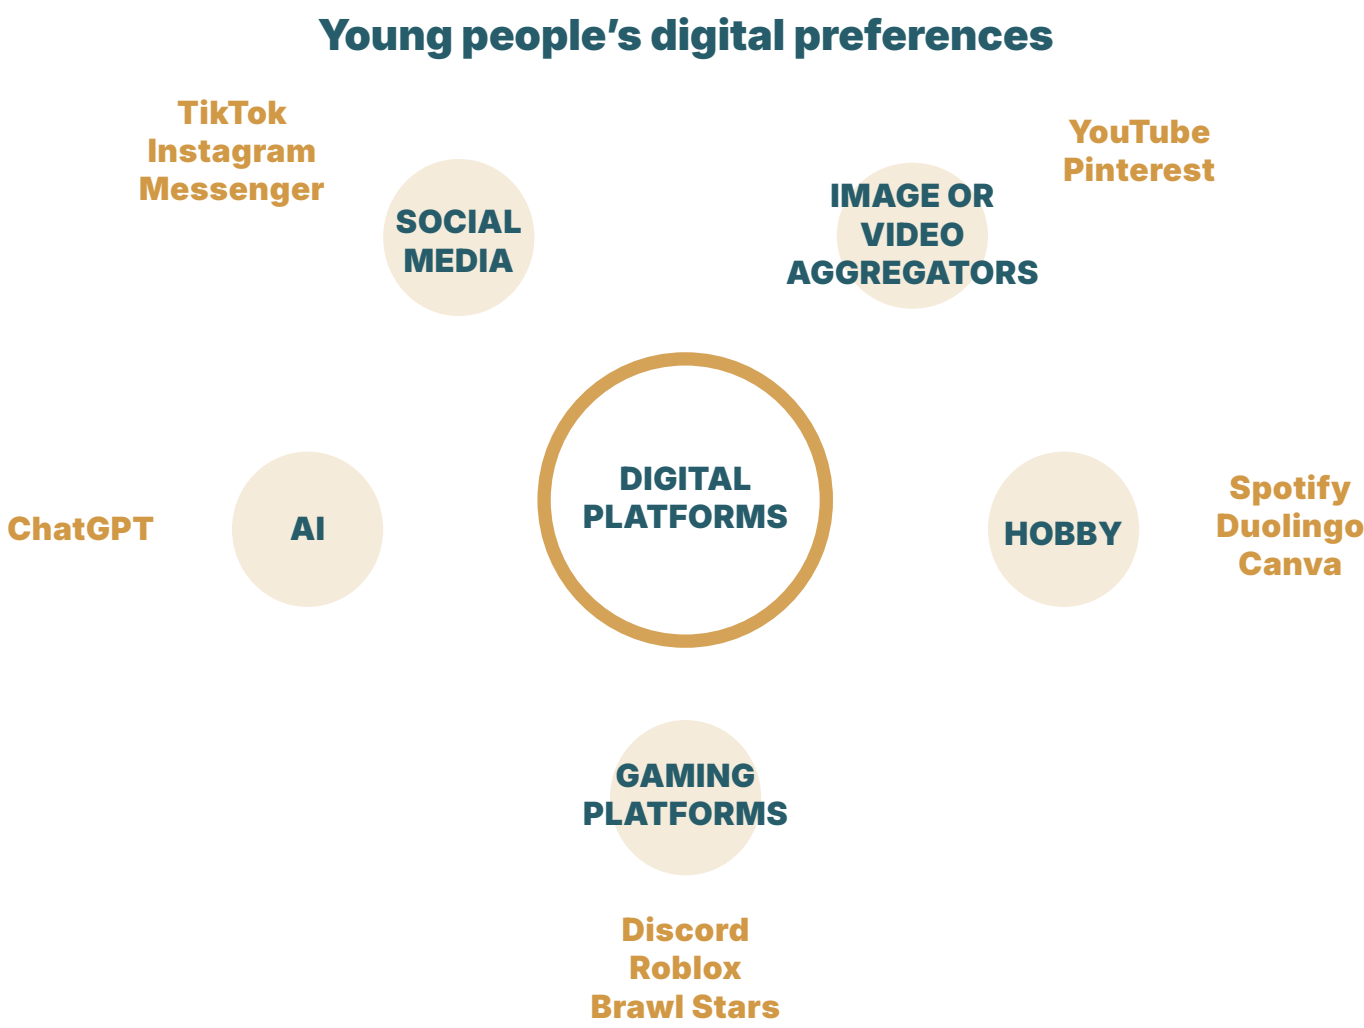 Young people’s digital preferences
TikTok
Instagram
Messenger
SOCIAL
MEDIA
IMAGE OR
VIDEO
AGGREGATORS
YouTube
Pinterest
ChatGPT
AI
DIGITAL
PLATFORMS
HOBBY
Spotify
Duolingo
Canva
GAMING
PLATFORMS
Discord
Roblox
Brawl Stars